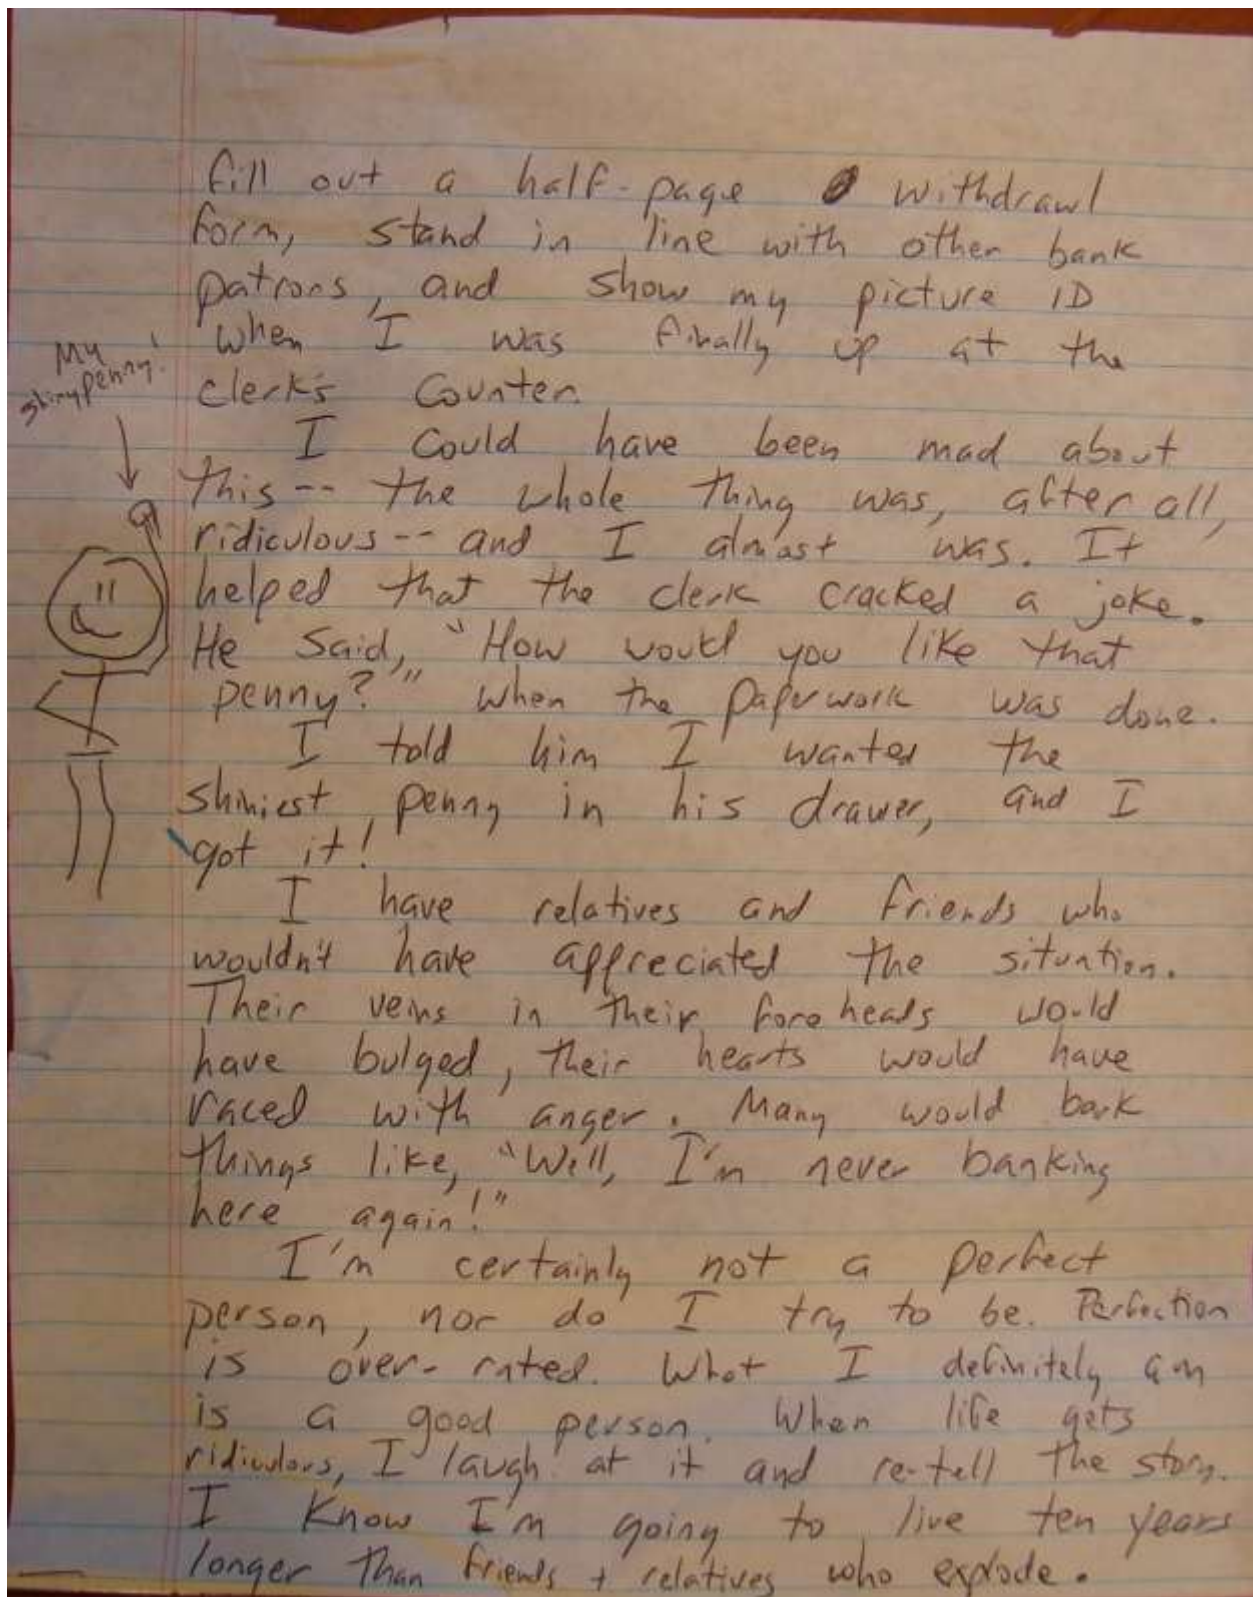 fill out a half-page withdrawl
form, stand in line with other bank
patrons, and show my picture ID
when I was finally up at the
clerk's counter.
My
shiny penny!
I could have been mad about
this -- the whole thing was, after all,
ridiculous -- and I almost was. It
helped that the clerk cracked a joke.
He said, "How would you like that
penny?" when the paperwork was done.
I told him I wanted the
shiniest penny in his drawer, and I
got it!
I have relatives and friends who
wouldn't have appreciated the situation.
Their veins in their foreheads would
have bulged, their hearts would have
raced with anger. Many would bark
things like, "Well, I'm never banking
here again!"
I'm certainly not a perfect
person, nor do I try to be. Perfection
is over-rated. What I definitely am
is a good person. When life gets
ridiculous, I laugh at it and re-tell the story.
I know I'm going to live ten years
longer than friends + relatives who explode.